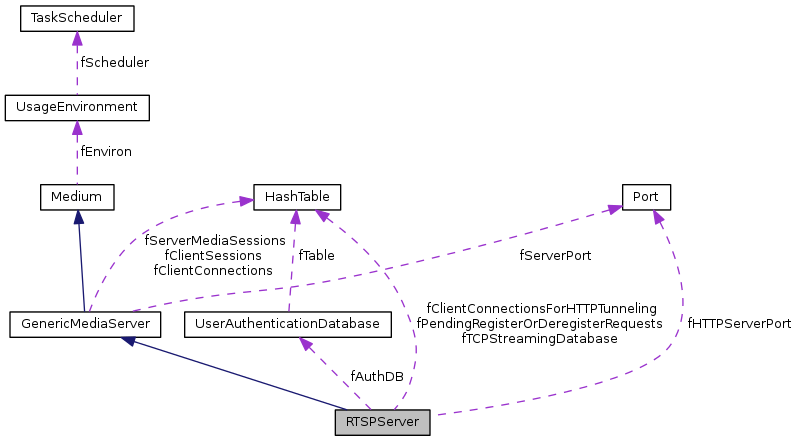 TaskScheduler
fScheduler
UsageEnvironment
fEnviron
Medium
HashTable
Port
fServerMediaSessions
fClientSessions
fClientConnections
fTable
fServerPort
GenericMediaServer
UserAuthenticationDatabase
fClientConnectionsForHTTPTunneling
fPendingRegisterOrDeregisterRequests
fTCPStreamingDatabase
fHTTPServerPort
fAuthDB
RTSPServer